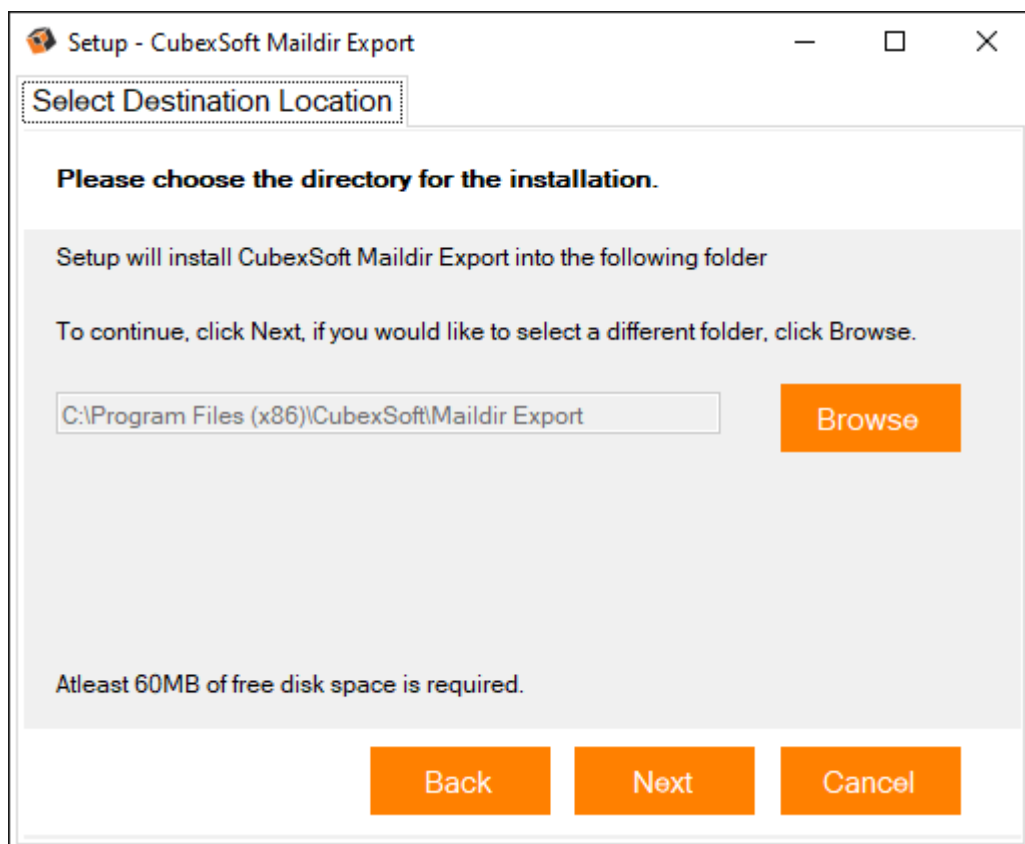 Setup - CubexSoft Maildir Export
Select Destination Location
Please choose the directory for the installation.
Setup will install CubexSoft Maildir Export into the following folder
To continue, click Next, if you would like to select a different folder, click Browse.
C:\Program Files (x86)\CubexSoft\Maildir Export
Browse
Atleast 60MB of free disk space is required.
Back Next Cancel